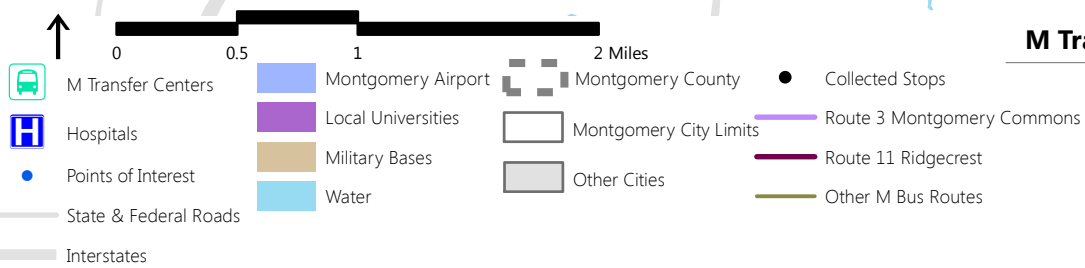 0 0.5 1 2 Miles
M Tra
M Transfer Centers
H Hospitals
Points of Interest
State & Federal Roads
Interstates
Montgomery Airport
Local Universities
Military Bases
Water
Montgomery County
Montgomery City Limits
Other Cities
Collected Stops
Route 3 Montgomery Commons
Route 11 Ridgecrest
Other M Bus Routes